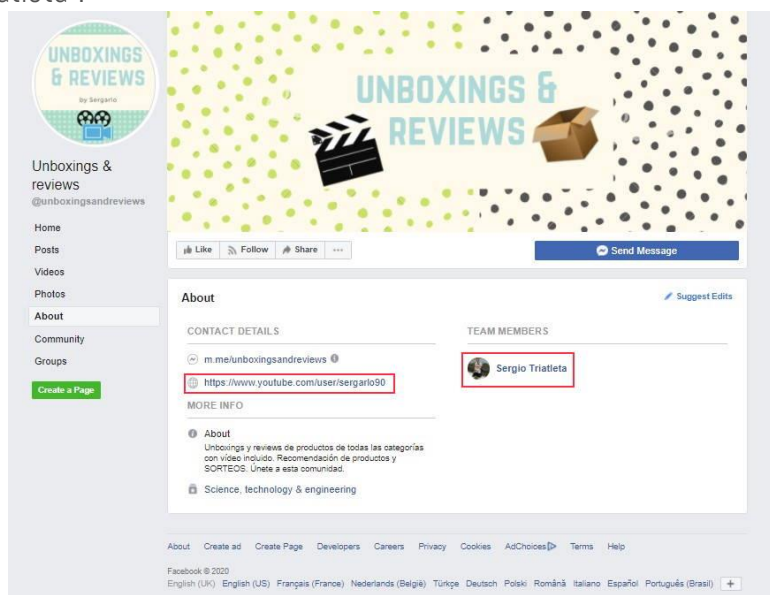 UNBOXINGS
& REVIEWS
by Sergarlo
UNBOXINGS &
REVIEWS
Unboxings &
reviews
@unboxingsandreviews
Home
Posts
Videos
Photos
About
Community
Groups
Create a Page
Like Follow Share ...
Send Message
About
Suggest Edits
CONTACT DETAILS
m.me/unboxingsandreviews
https://www.youtube.com/user/sergarlo90
MORE INFO
About
Unboxings y reviews de productos de todas las categorías
con vídeo incluido. Recomendación de productos y
SORTEOS. Únete a esta comunidad.
Science, technology & engineering
TEAM MEMBERS
Sergio Triatleta
About Create ad Create Page Developers Careers Privacy Cookies AdChoices Terms Help
Facebook © 2020
English (UK) English (US) Français (France) Nederlands (België) Türkçe Deutsch Polski Română Italiano Español Português (Brasil) +